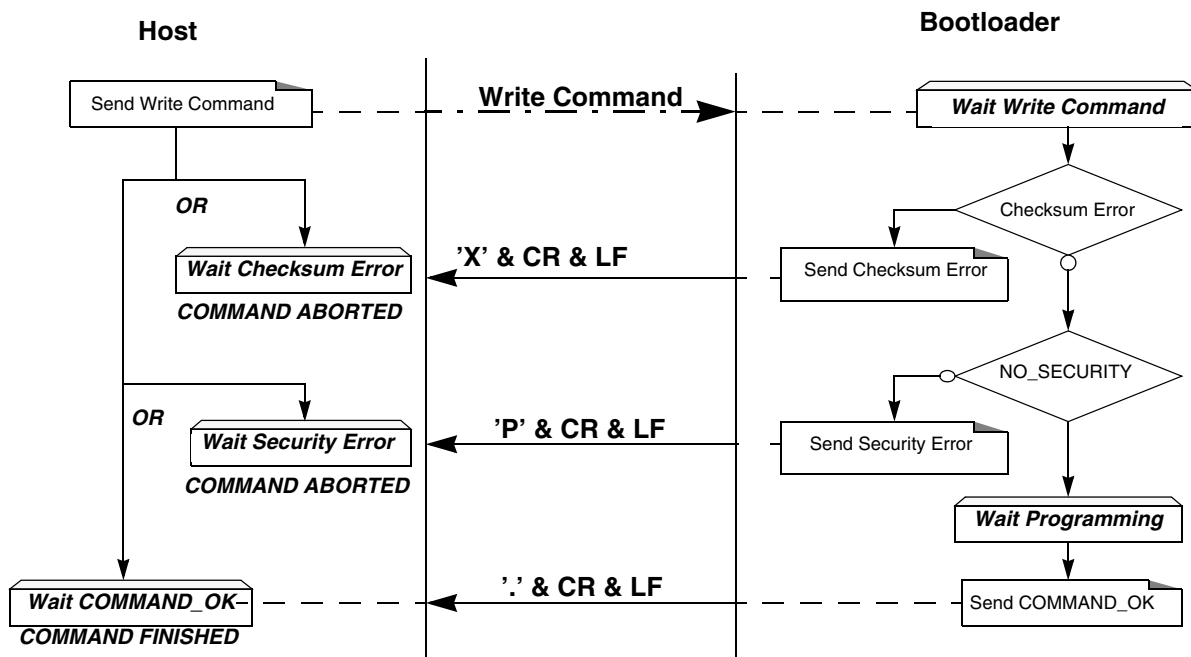 Host
Bootloader
Send Write Command
Write Command
Wait Write Command
OR
Checksum Error
Wait Checksum Error
’X’ & CR & LF
Send Checksum Error
COMMAND ABORTED
NO_SECURITY
OR
Wait Security Error
’P’ & CR & LF
Send Security Error
COMMAND ABORTED
Wait Programming
Wait COMMAND_OK
’.’ & CR & LF
Send COMMAND_OK
COMMAND FINISHED